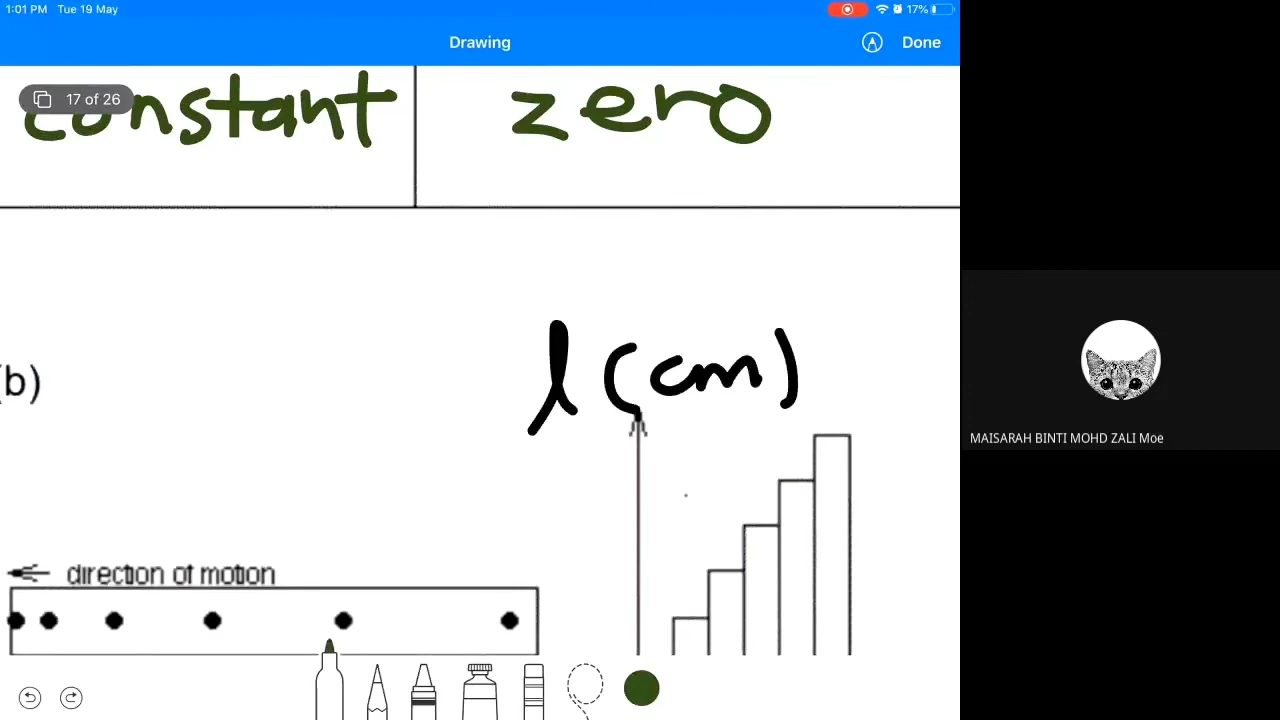 1:01 PM Tue 19 May 17%
Drawing
Done
17 of 26
constant zero
(b)
l (cm)
direction of motion
MAISARAH BINTI MOHD ZALI Moe